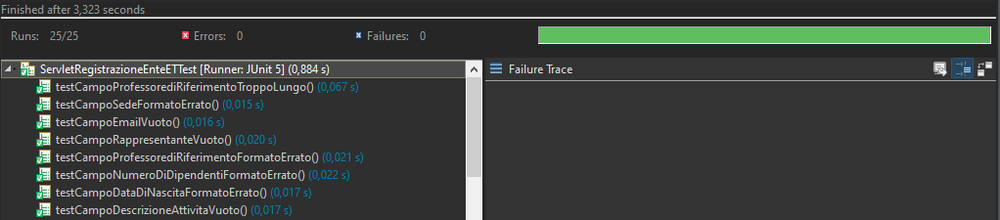 Finished after 3,323 seconds
Runs: 25/25 Errors: 0 Failures: 0
ServletRegistrazioneEnteETTest [Runner: JUnit 5] (0,884 s)
Failure Trace
testCampoProfessorediRiferimentoTroppoLungo() (0,067 s)
testCampoSedeFormatoErrato() (0,015 s)
testCampoEmailVuoto() (0,016 s)
testCampoRappresentanteVuoto() (0,020 s)
testCampoProfessorediRiferimentoFormatoErrato() (0,021 s)
testCampoNumeroDiDipendentiFormatoErrato() (0,022 s)
testCampoDataDiNascitaFormatoErrato() (0,017 s)
testCampoDescrizioneAttivitaVuoto() (0,017 s)